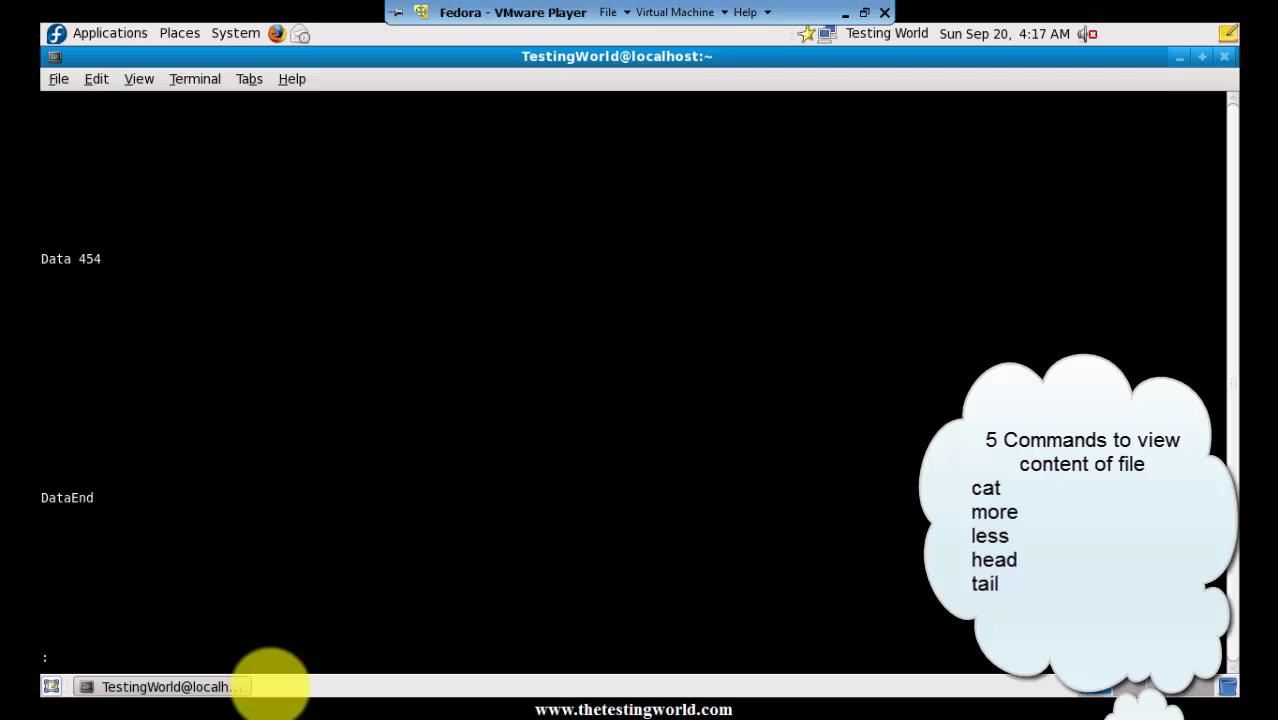 Fedora - VMware Player File Virtual Machine Help
Applications Places System Testing World Sun Sep 20, 4:17 AM
TestingWorld@localhost:~
File Edit View Terminal Tabs Help
Data 454
5 Commands to view
content of file
cat
more
less
head
tail
DataEnd
:
TestingWorld@localh...
www.thetestingworld.com